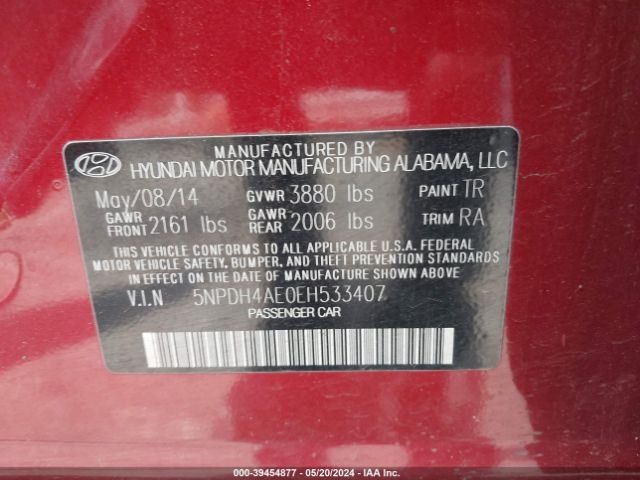 MANUFACTURED BY
HYUNDAI MOTOR MANUFACTURING ALABAMA, LLC
May/08/14 GVWR 3880 lbs PAINT TR
GAWR FRONT 2161 lbs GAWR REAR 2006 lbs TRIM RA
THIS VEHICLE CONFORMS TO ALL APPLICABLE U.S.A. FEDERAL
MOTOR VEHICLE SAFETY, BUMPER, AND THEFT PREVENTION STANDARDS
IN EFFECT ON THE DATE OF MANUFACTURE SHOWN ABOVE.
V.I.N 5NPDH4AE0EH533407
PASSENGER CAR
000-39454877 - 05/20/2024 - IAA Inc.